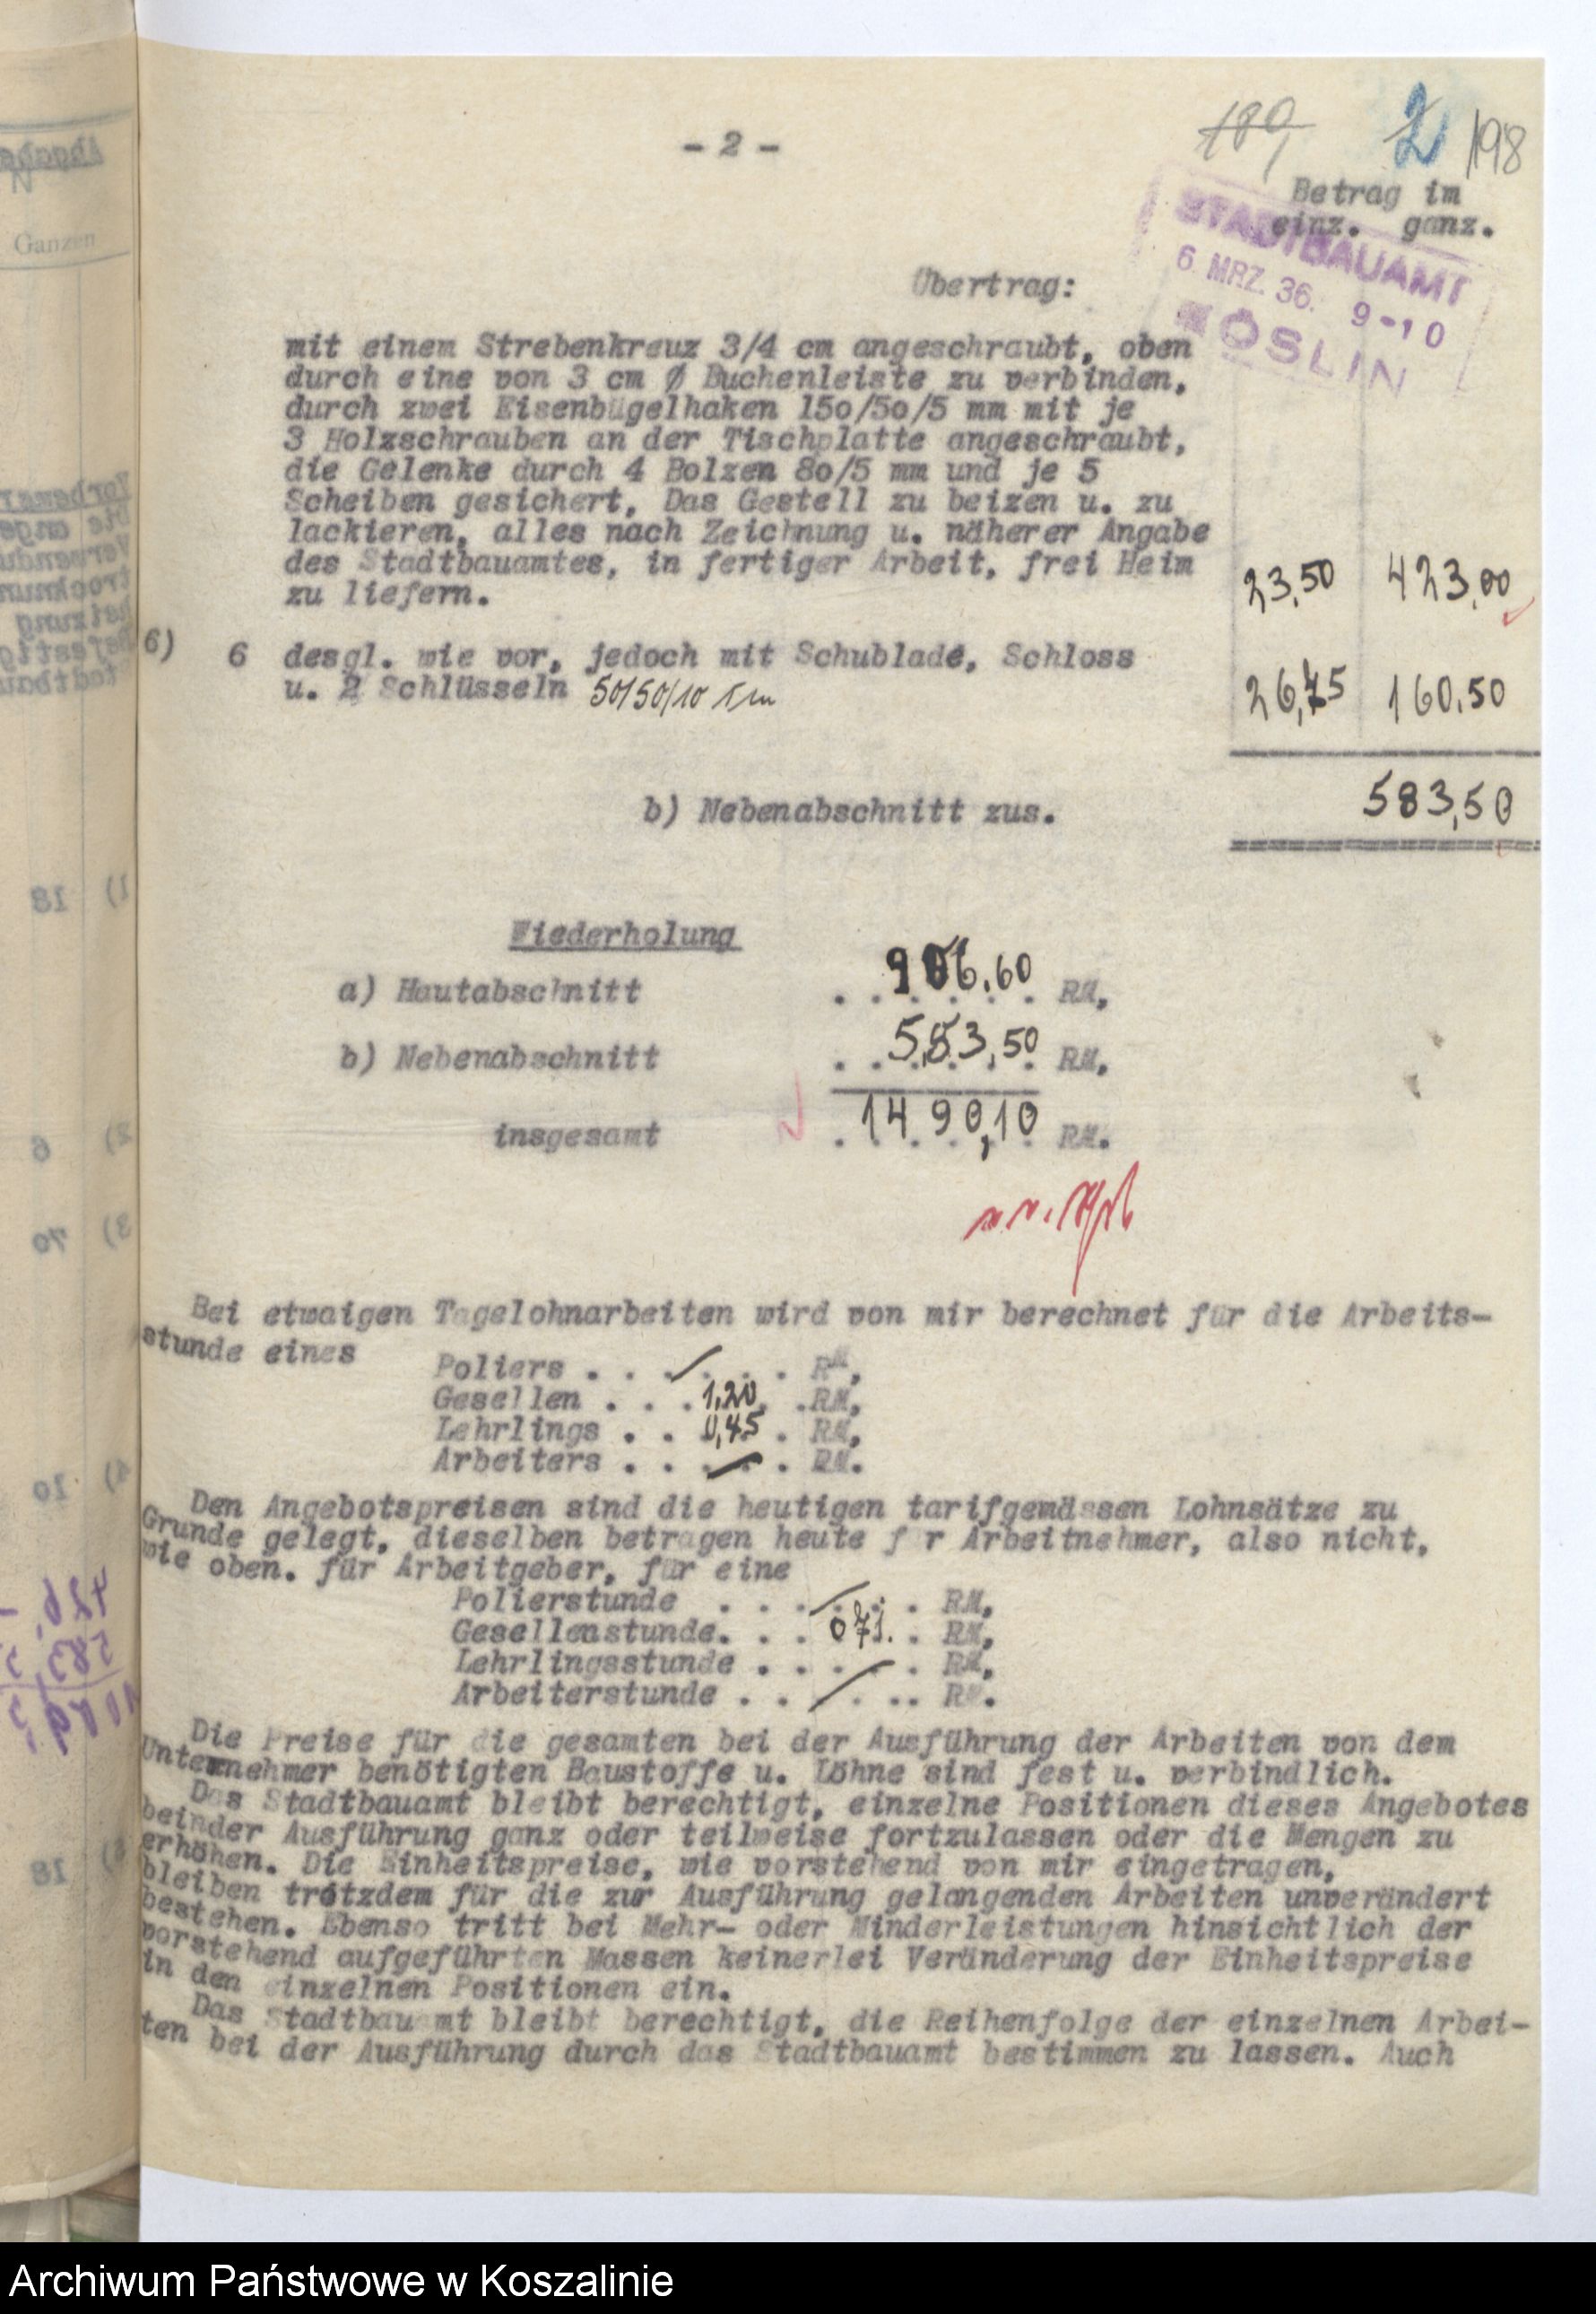 - 2 -
189
2
198
Betrag im
einz. ganz.
STADTBAUAMT
6. MRZ. 36. 9-10
KÖSLIN
Übertrag:
mit einem Strebenkreuz 3/4 cm angeschraubt, oben
durch eine von 3 cm Ø Buchenleiste zu verbinden,
durch zwei Eisenbügelhaken 15o/5o/5 mm mit je
3 Holzschrauben an der Tischplatte angeschraubt,
die Gelenke durch 4 Bolzen 8o/5 mm und je 5
Scheiben gesichert, Das Gestell zu beizen u. zu
lackieren, alles nach Zeichnung u. näherer Angabe
des Stadtbauamtes, in fertiger Arbeit, frei Heim
zu liefern.
23,50 423,00
6) 6 desgl. wie vor, jedoch mit Schublade, Schloss
u. 2 Schlüsseln 50/50/10
26,75 160,50
b) Nebenabschnitt zus.
583,50
Wiederholung
a) Hautabschnitt 906,60 RM,
b) Nebenabschnitt 583,50 RM,
insgesamt 1490,10 RM.
Bei etwaigen Tagelohnarbeiten wird von mir berechnet für die Arbeits-
stunde eines
Poliers . . . . . RM,
Gesellen . . . 1,20 .RM,
Lehrlings . . 0,45 . RM,
Arbeiters . . . . . RM.
Den Angebotspreisen sind die heutigen tarifgemässen Lohnsätze zu
Grunde gelegt, dieselben betragen heute f r Arbeitnehmer, also nicht,
wie oben. für Arbeitgeber, für eine
Polierstunde . . . . . . RM,
Gesellenstunde. . . 071. . RM,
Lehrlingsstunde . . . . . . RM,
Arbeiterstunde . . . .. RM.
Die Preise für die gesamten bei der Ausführung der Arbeiten von dem
Unternehmer benötigten Baustoffe u. Löhne sind fest u. verbindlich.
Das Stadtbauamt bleibt berechtigt, einzelne Positionen dieses Angebotes
beinder Ausführung ganz oder teilweise fortzulassen oder die Mengen zu
erhöhen. Die Einheitspreise, wie vorstehend von mir eingetragen,
bleiben trotzdem für die zur Ausführung gelangenden Arbeiten unverändert
bestehen. Ebenso tritt bei Mehr- oder Minderleistungen hinsichtlich der
vorstehend aufgeführten Massen keinerlei Veränderung der Einheitspreise
in den einzelnen Positionen ein.
Das Stadtbauamt bleibt berechtigt, die Reihenfolge der einzelnen Arbei-
ten bei der Ausführung durch das Stadtbauamt bestimmen zu lassen. Auch
Ganzen
Archiwum Państwowe w Koszalinie